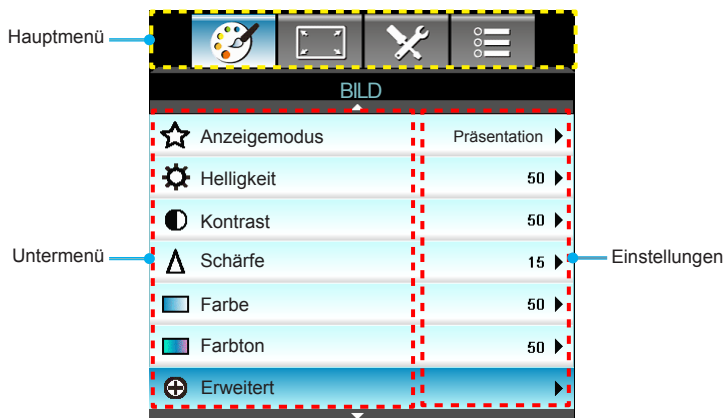 Hauptmenü
BILD
Anzeigemodus Präsentation
Helligkeit 50
Kontrast 50
Untermenü
Schärfe 15
Einstellungen
Farbe 50
Farbton 50
Erweitert